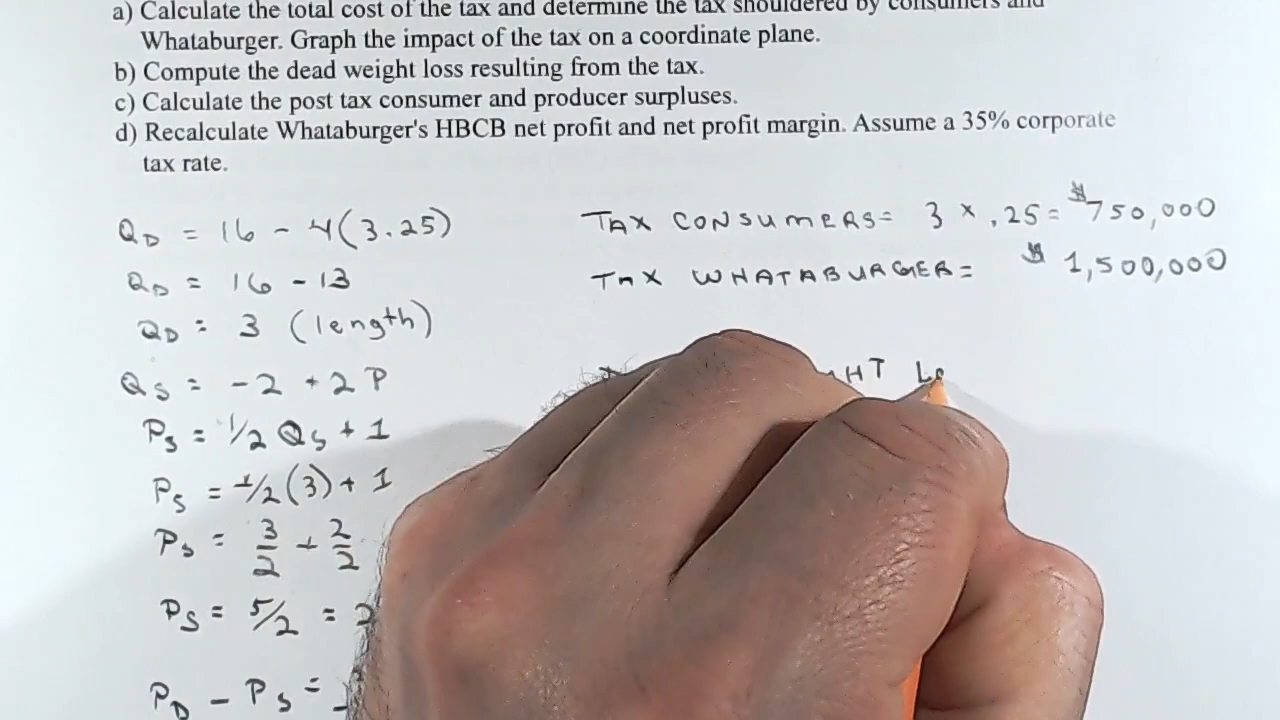 a) Calculate the total cost of the tax and determine the tax shouldered by consumers and
Whataburger. Graph the impact of the tax on a coordinate plane.
b) Compute the dead weight loss resulting from the tax.
c) Calculate the post tax consumer and producer surpluses.
d) Recalculate Whataburger's HBCB net profit and net profit margin. Assume a 35% corporate
tax rate.
QD = 16 - 4(3.25)
QD = 16 - 13
QD = 3 (length)
QS = -2 + 2P
PS = 1/2 QS + 1
PS = 1/2(3) + 1
PS = 3/2 + 2/2
PS = 5/2 =
PD - PS =
TAX CONSUMERS = 3 × .25 = $750,000
TAX WHATABURGER = $1,500,000